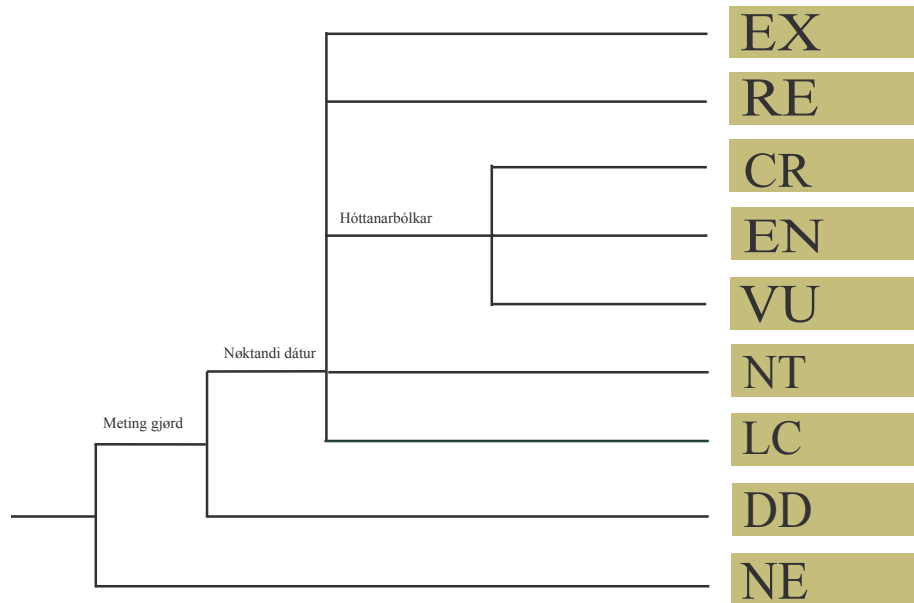 EX
RE
CR
Hóttanarbólkar
EN
VU
Nøktandi dátur
NT
Meting gjørd
LC
DD
NE